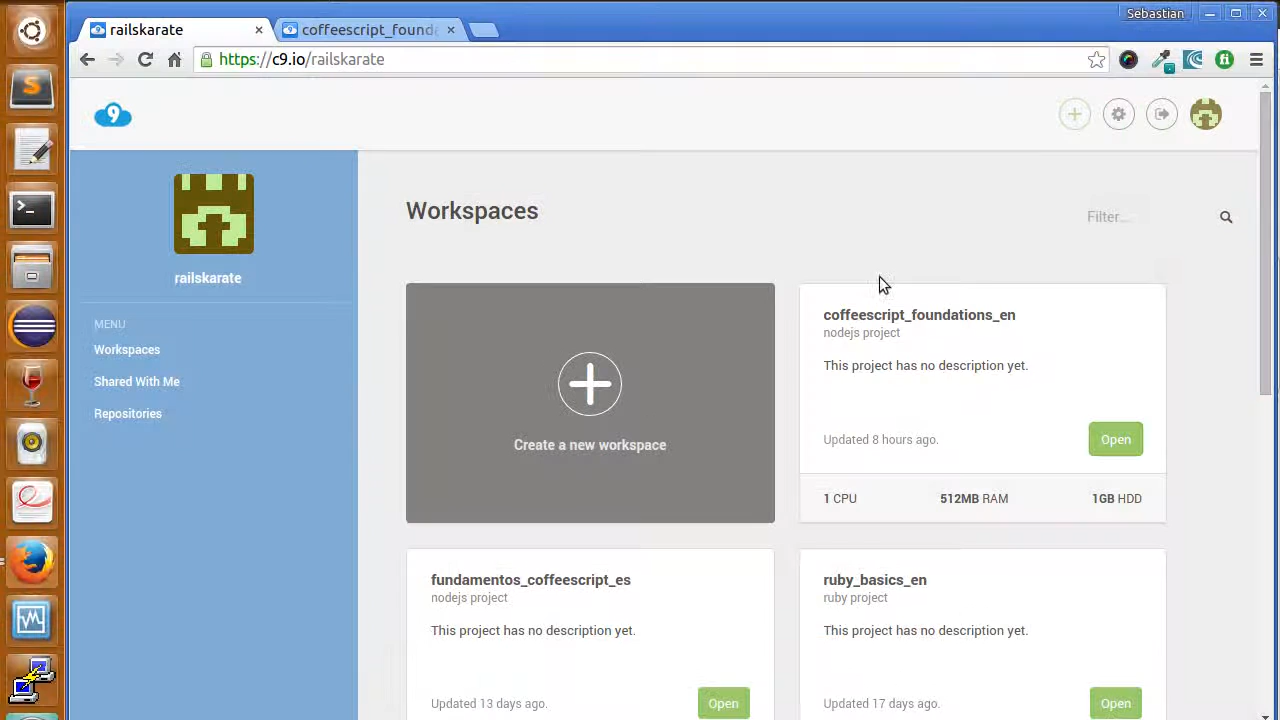 Sebastian
railskarate
coffeescript_found
https://c9.io/railskarate
9
railskarate
MENU
Workspaces
Shared With Me
Repositories
Workspaces
Filter...
Create a new workspace
coffeescript_foundations_en
nodejs project
This project has no description yet.
Updated 8 hours ago.
Open
1 CPU
512MB RAM
1GB HDD
fundamentos_coffeescript_es
nodejs project
This project has no description yet.
Updated 13 days ago.
Open
ruby_basics_en
ruby project
This project has no description yet.
Updated 17 days ago.
Open